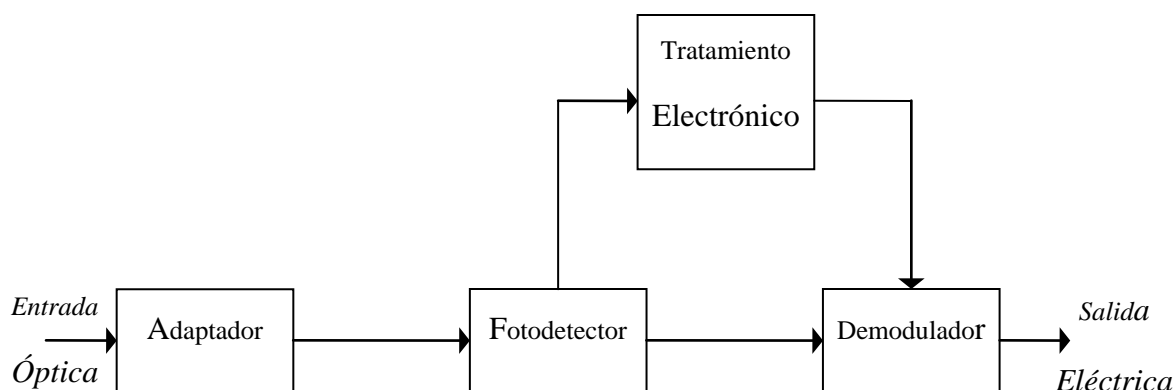 Tratamiento
Electrónico
Entrada
Óptica
Adaptador
Fotodetector
Demodulador
Salida
Eléctrica